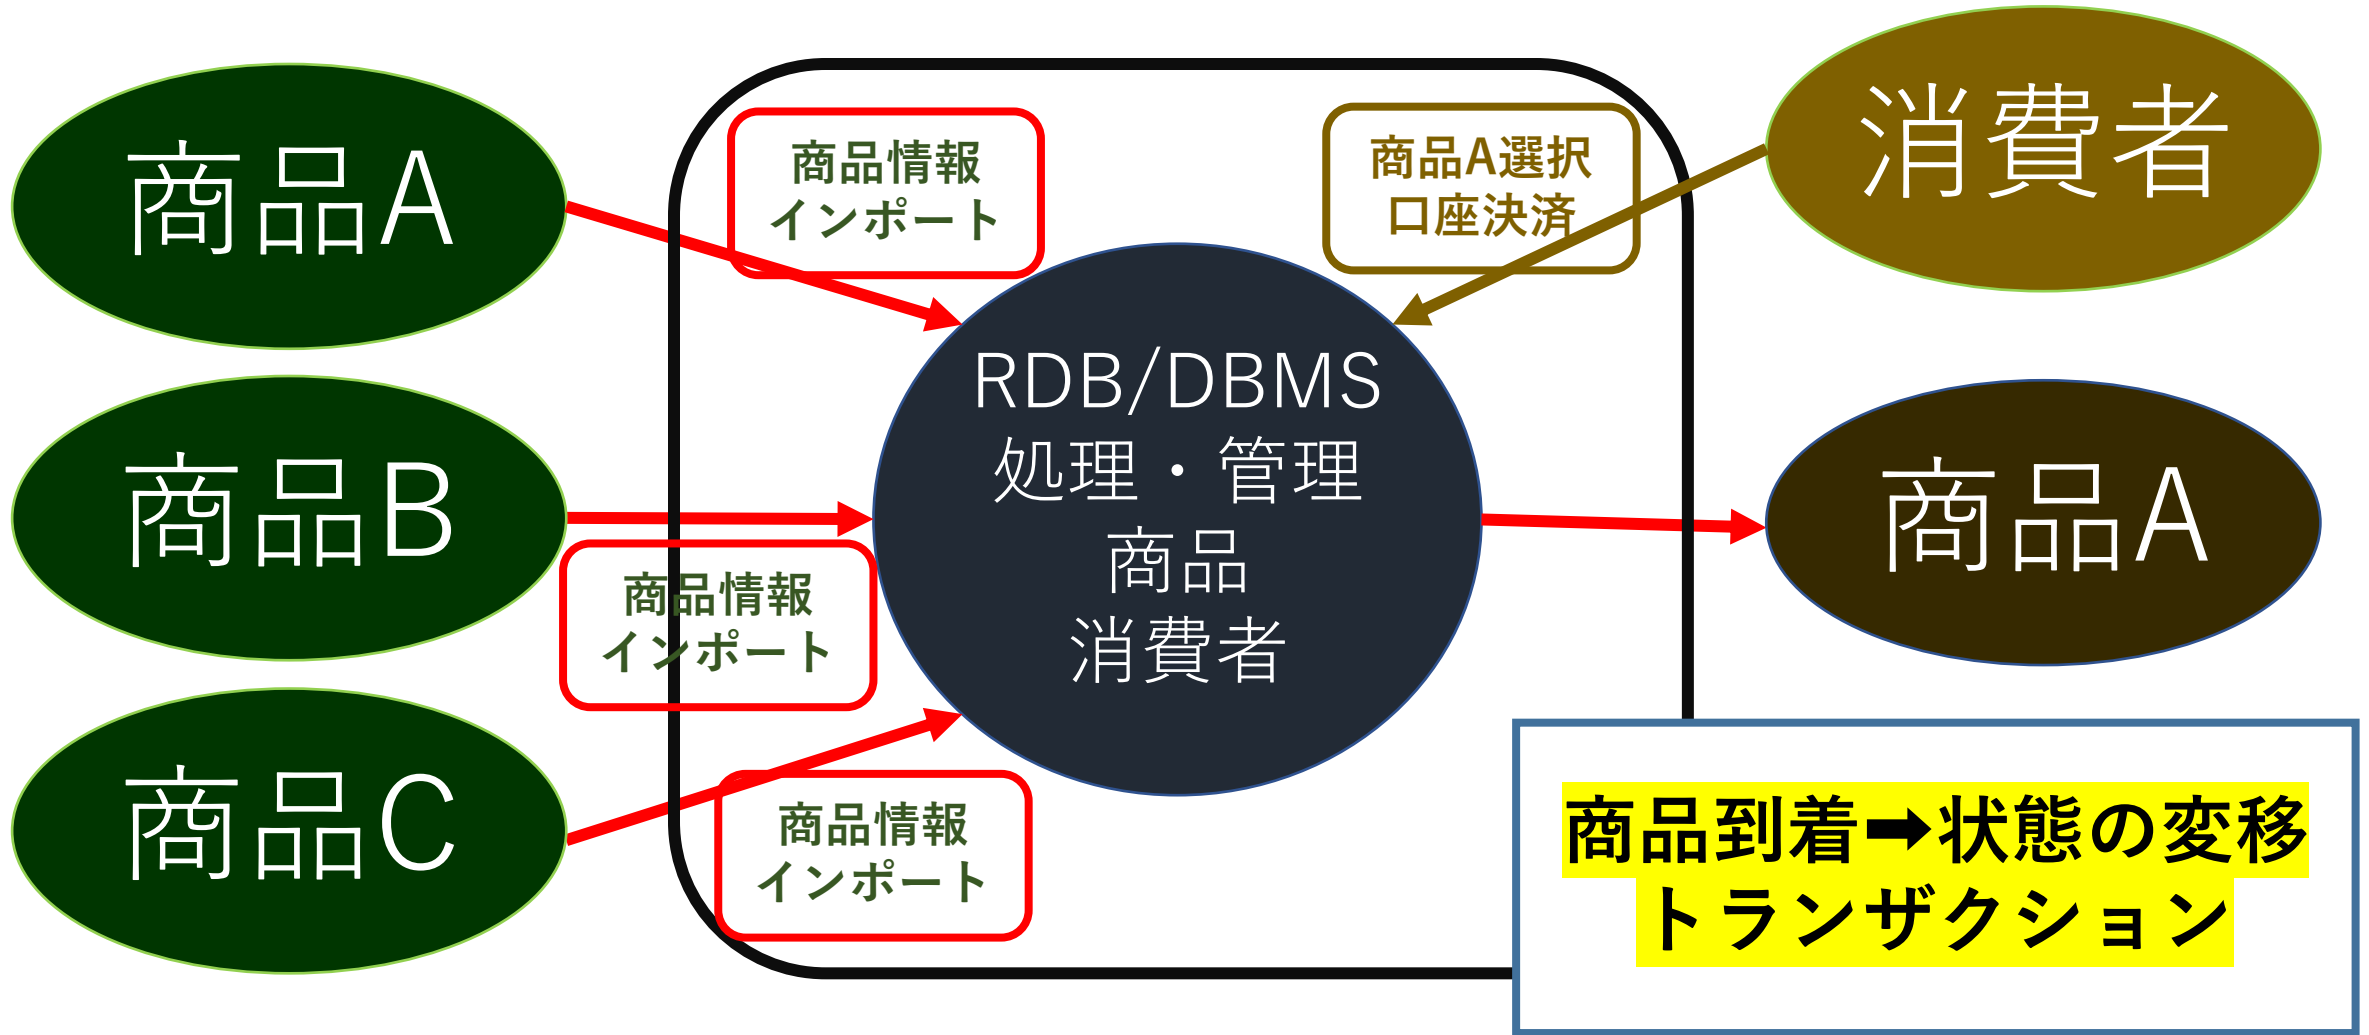 商品A
商品情報
インポート
商品A選択
口座決済
消費者
商品B
商品情報
インポート
RDB/DBMS
処理・管理
商品
消費者
商品A
商品C
商品情報
インポート
商品到着➡状態の変移
トランザクション